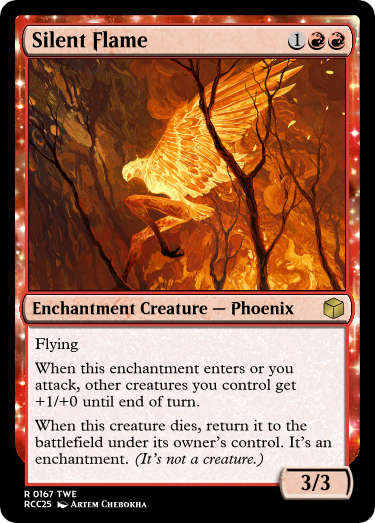 Silent Flame 1
Enchantment Creature — Phoenix
Flying
When this enchantment enters or you
attack, other creatures you control get
+1/+0 until end of turn.
When this creature dies, return it to the
battlefield under its owner's control. It's an
enchantment. (It's not a creature.)
3/3
R 0167 TWE
RCC25 Artem Chebokha